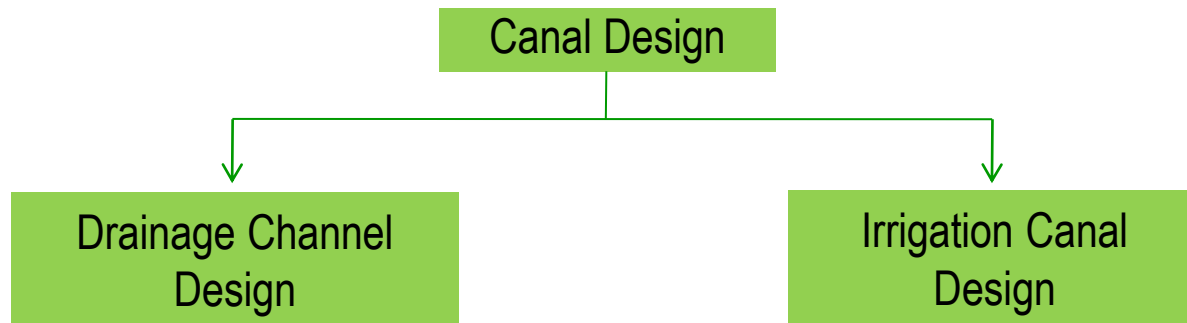 Canal Design
Drainage Channel
Design
Irrigation Canal
Design